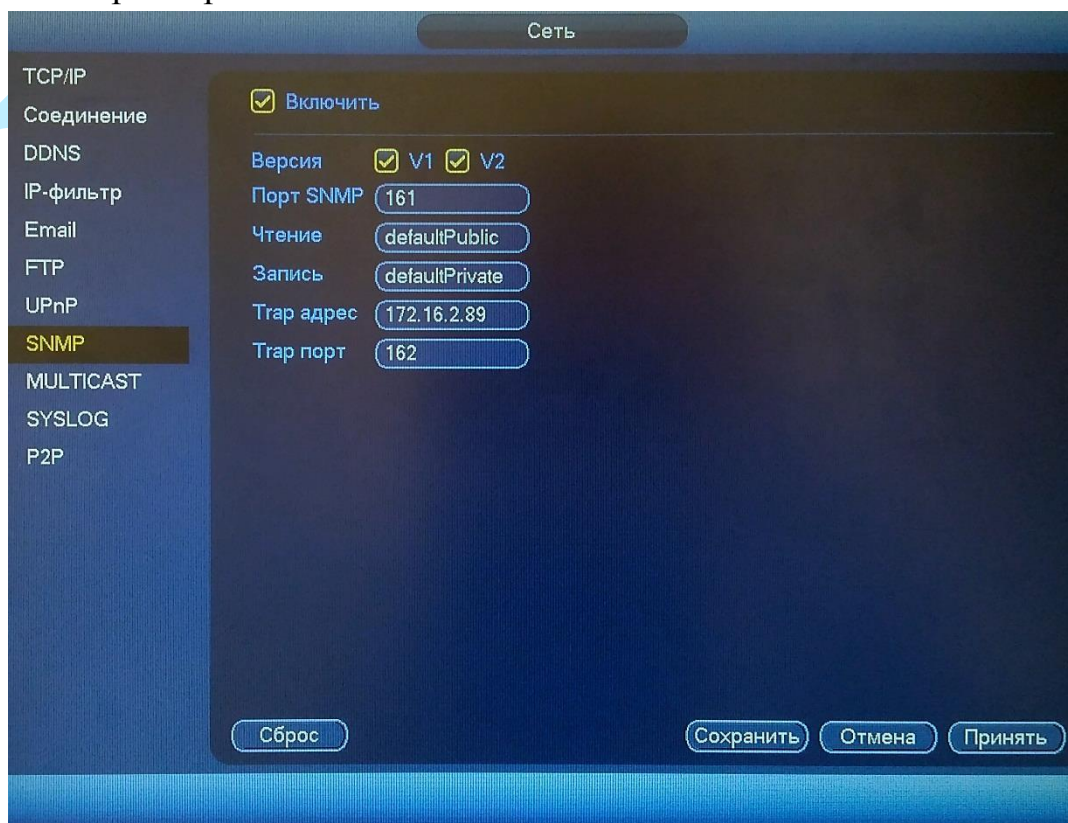 Сеть
TCP/IP
Соединение
DDNS
IP-фильтр
Email
FTP
UPnP
SNMP
MULTICAST
SYSLOG
P2P
Включить
Версия V1 V2
Порт SNMP 161
Чтение defaultPublic
Запись defaultPrivate
Trap адрес 172.16.2.89
Trap порт 162
Сброс Сохранить Отмена Принять